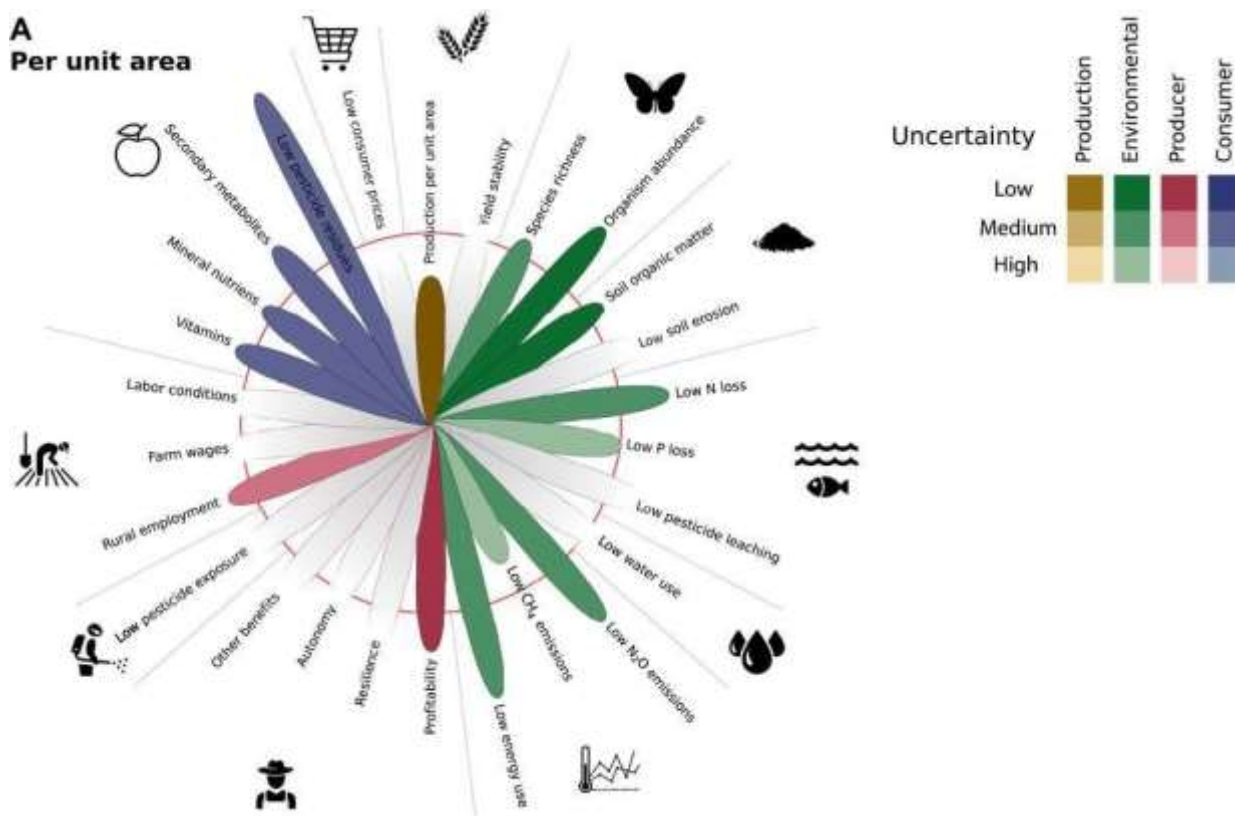 A
Per unit area
Low consumer prices
Production per unit area
Yield stability
Species richness
Organism abundance
Soil organic matter
Low soil erosion
Low N loss
Low P loss
Low pesticide leaching
Low water use
Low N₂O emissions
Low CH₄ emissions
Low energy use
Profitability
Resilience
Autonomy
Other benefits
Low pesticide exposure
Rural employment
Farm wages
Labor conditions
Vitamins
Mineral nutriens
Secondary metabolites
Low pesticide residues
Uncertainty
Production
Environmental
Producer
Consumer
Low
Medium
High